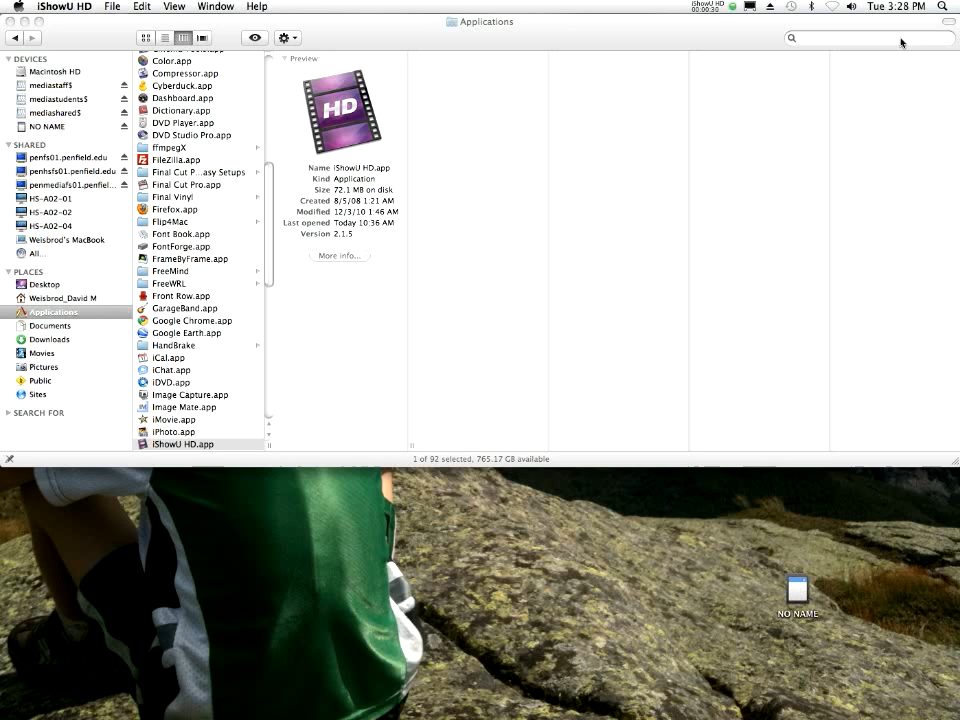 iShowU HD File Edit View Window Help iShowU HD 00:00:30 Tue 3:28 PM
Applications
DEVICES
Macintosh HD
mediastaff$
mediastudents$
mediashared$
NO NAME
SHARED
penfs01.penfield.edu
penhsfs01.penfield.edu
penmediafs01.penfiel...
HS-A02-01
HS-A02-02
HS-A02-04
Weisbrod's MacBook
All...
PLACES
Desktop
Weisbrod_David M
Applications
Documents
Downloads
Movies
Pictures
Public
Sites
SEARCH FOR
Color.app
Compressor.app
Cyberduck.app
Dashboard.app
Dictionary.app
DVD Player.app
DVD Studio Pro.app
ffmpegX
FileZilla.app
Final Cut P...asy Setups
Final Cut Pro.app
Final Vinyl
Firefox.app
Flip4Mac
Font Book.app
FontForge.app
FrameByFrame.app
FreeMind
FreeWRL
Front Row.app
GarageBand.app
Google Chrome.app
Google Earth.app
HandBrake
iCal.app
iChat.app
iDVD.app
Image Capture.app
Image Mate.app
iMovie.app
iPhoto.app
iShowU HD.app
Preview
HD
Name iShowU HD.app
Kind Application
Size 72.1 MB on disk
Created 8/5/08 1:21 AM
Modified 12/3/10 1:46 AM
Last opened Today 10:36 AM
Version 2.1.5
More info...
1 of 92 selected, 765.17 GB available
NO NAME